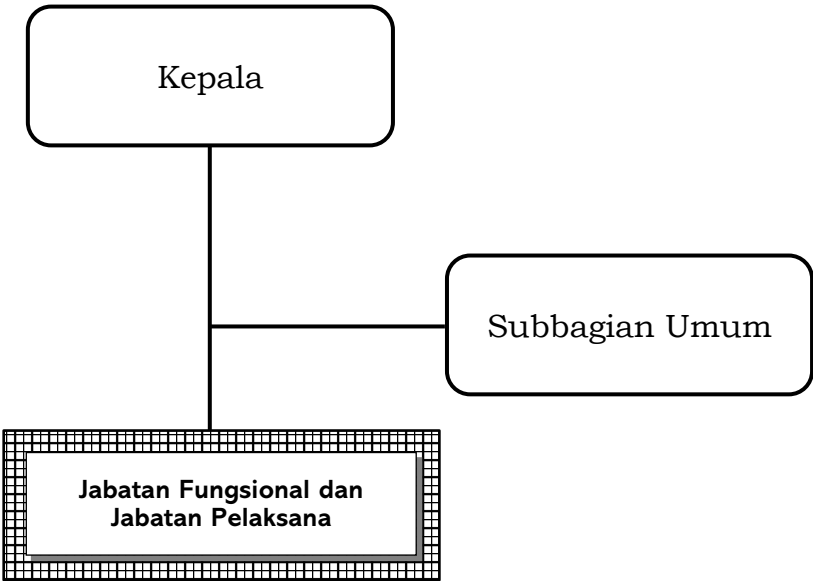 Kepala
Subbagian Umum
Jabatan Fungsional dan
Jabatan Pelaksana